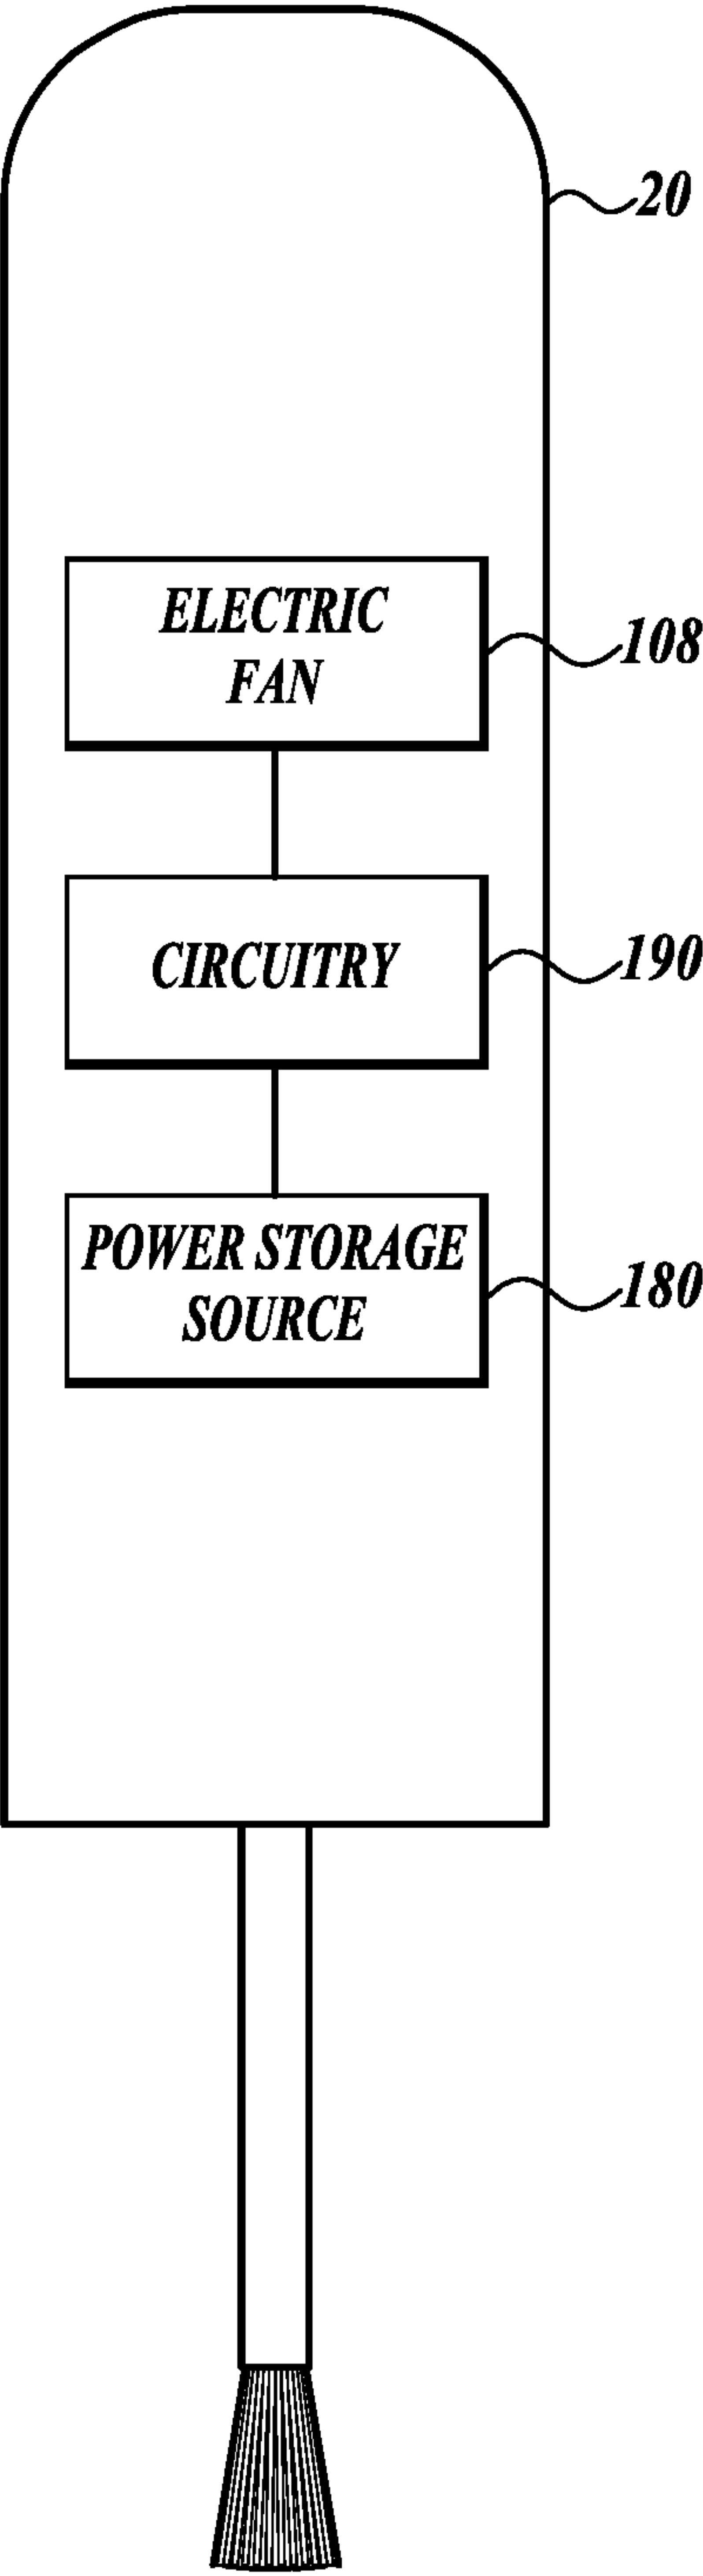 20
ELECTRIC
FAN
108
CIRCUITRY
190
POWER STORAGE
SOURCE
180